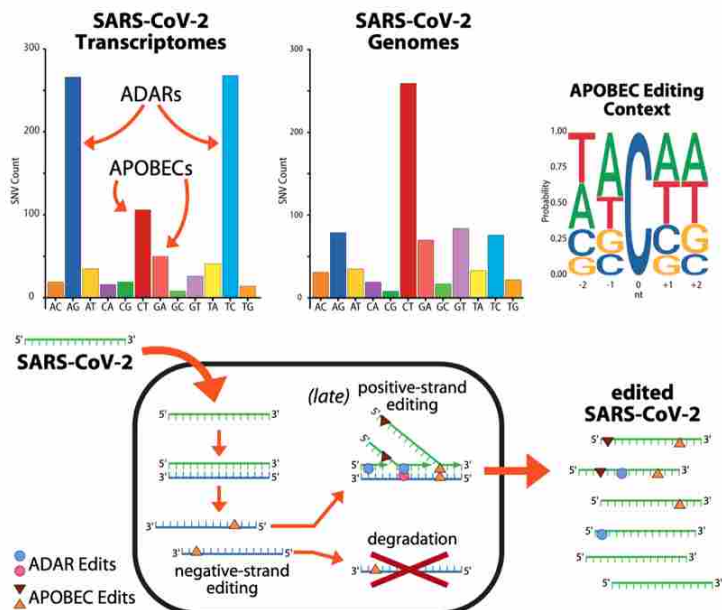 SARS-CoV-2
Transcriptomes
300
200
100
0
SNV Count
ADARs
APOBECs
AC AG AT CA CG CT GA GC GT TA TC TG
SARS-CoV-2
Genomes
300
200
100
0
SNV Count
AC AG AT CA CG CT GA GC GT TA TC TG
APOBEC Editing
Context
1.00
0.75
0.50
0.25
0.00
Probability
T A C A A
A T T T
C G C G
G C G C
-2 -1 0 +1 +2
nt
5' 3'
SARS-CoV-2
5' 3'
5' 3'
3' 5'
3' 5'
3' 5'
negative-strand
editing
(late)
positive-strand
editing
5'
5'
5' 3'
3' 5'
degradation
3' 5'
ADAR Edits
APOBEC Edits
edited
SARS-CoV-2
5' 3'
5' 3'
5' 3'
5' 3'
5' 3'
5' 3'